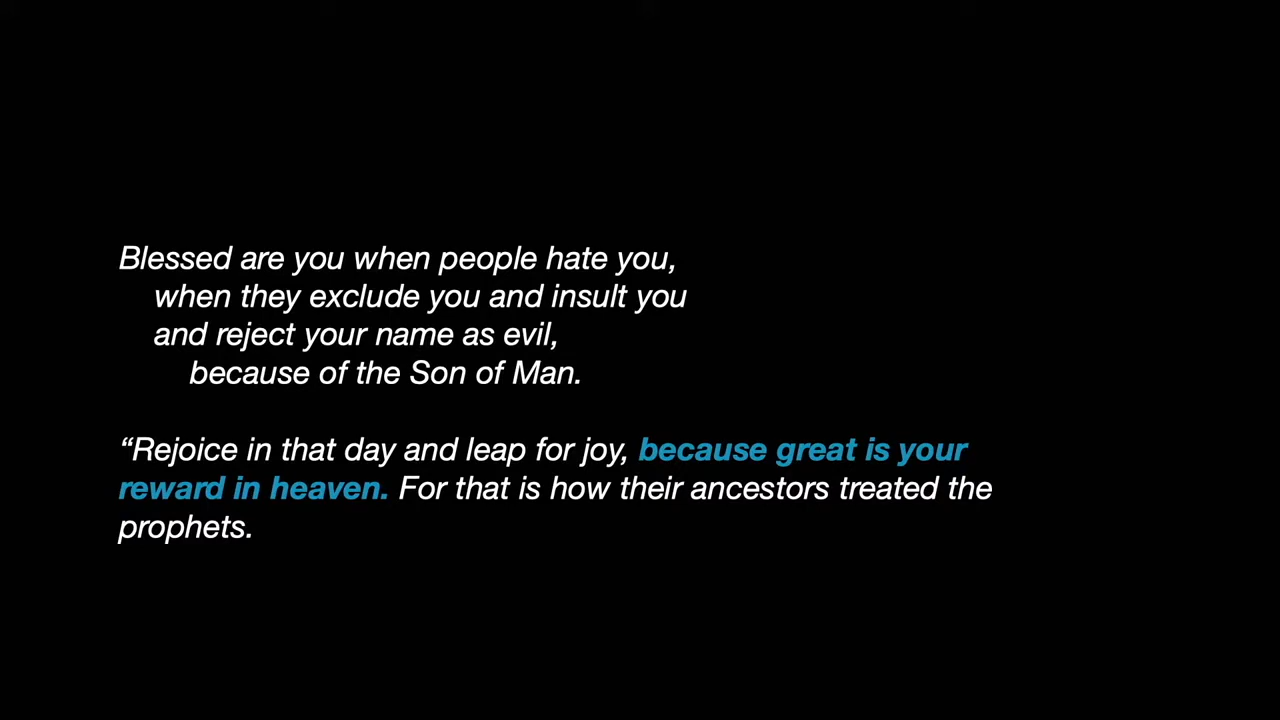 Blessed are you when people hate you,
when they exclude you and insult you
and reject your name as evil,
because of the Son of Man.
“Rejoice in that day and leap for joy, because great is your
reward in heaven. For that is how their ancestors treated the
prophets.